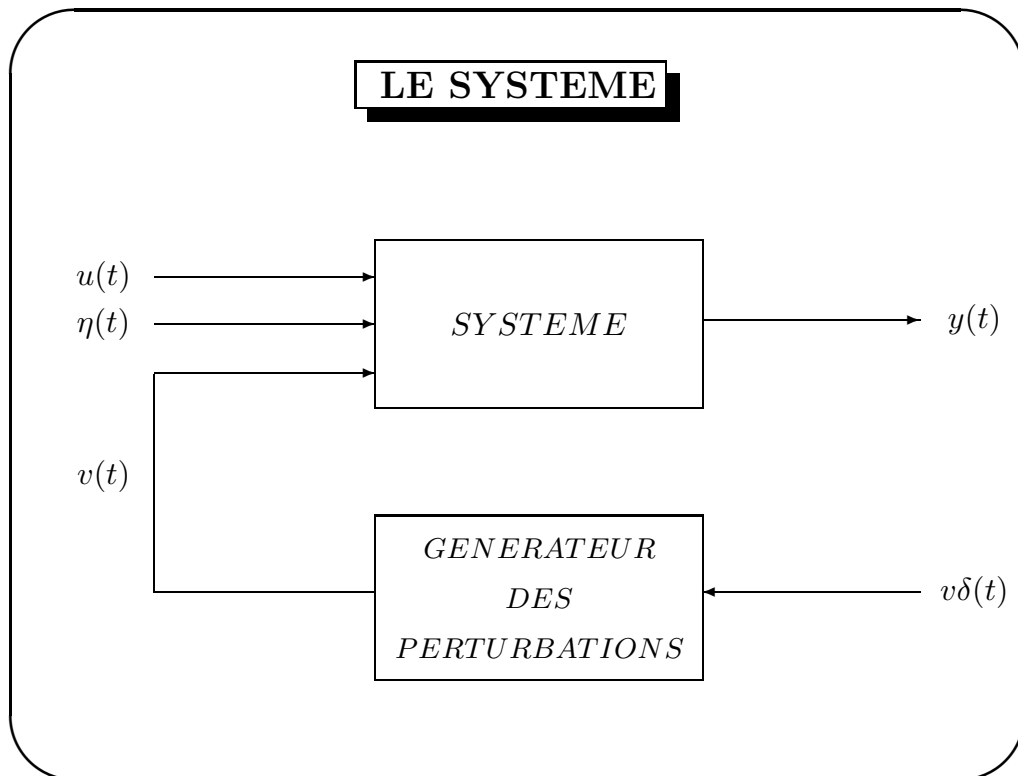 LE SYSTEME
u(t)
η(t)
SYSTEME
y(t)
v(t)
GENERATEUR
DES
PERTURBATIONS
vδ(t)